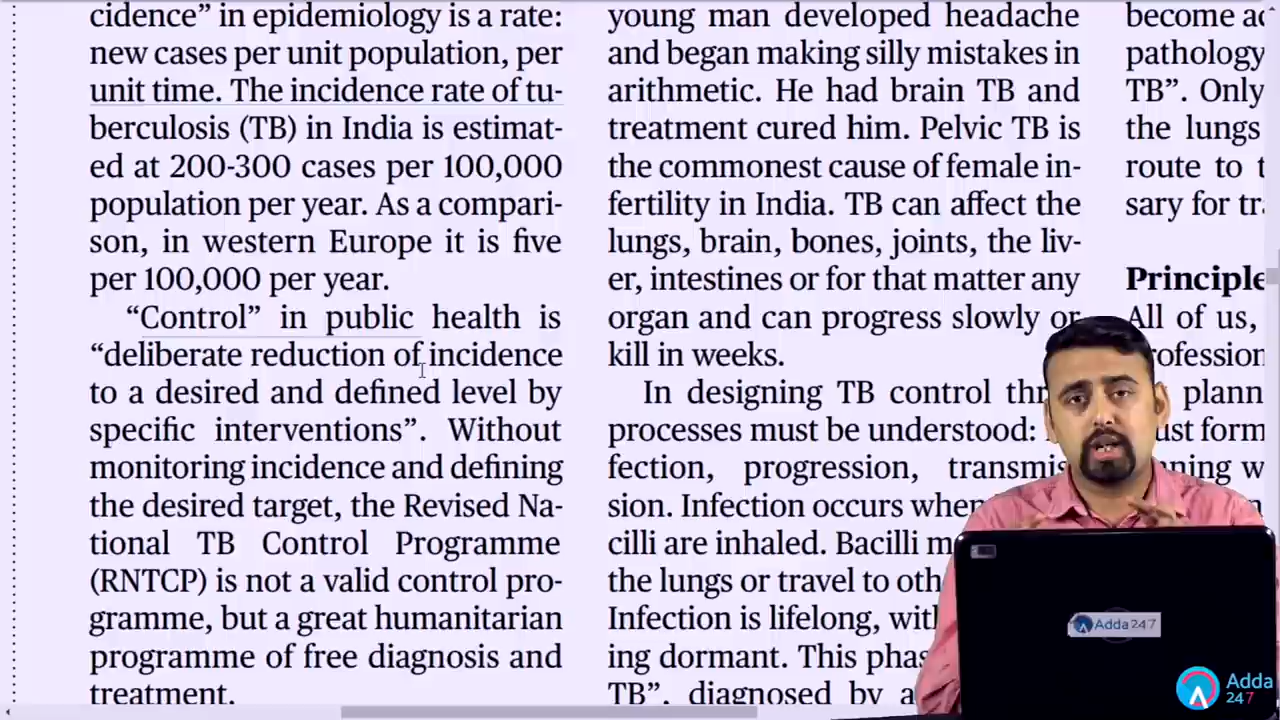 cidence” in epidemiology is a rate:
new cases per unit population, per
unit time. The incidence rate of tu-
berculosis (TB) in India is estimat-
ed at 200-300 cases per 100,000
population per year. As a compari-
son, in western Europe it is five
per 100,000 per year.
“Control” in public health is
“deliberate reduction of incidence
to a desired and defined level by
specific interventions”. Without
monitoring incidence and defining
the desired target, the Revised Na-
tional TB Control Programme
(RNTCP) is not a valid control pro-
gramme, but a great humanitarian
programme of free diagnosis and
treatment.
young man developed headache
and began making silly mistakes in
arithmetic. He had brain TB and
treatment cured him. Pelvic TB is
the commonest cause of female in-
fertility in India. TB can affect the
lungs, brain, bones, joints, the liv-
er, intestines or for that matter any
organ and can progress slowly or
kill in weeks.
In designing TB control
processes must be understood:
fection, progression, transmis-
sion. Infection occurs when
cilli are inhaled. Bacilli
the lungs or travel to
Infection is lifelong,
ing dormant. This
TB”, diagnosed by
become
pathology
TB”. Only
the lungs
route to
sary for
Principle
All of us,
plann
ust form
Adda247
Adda
247